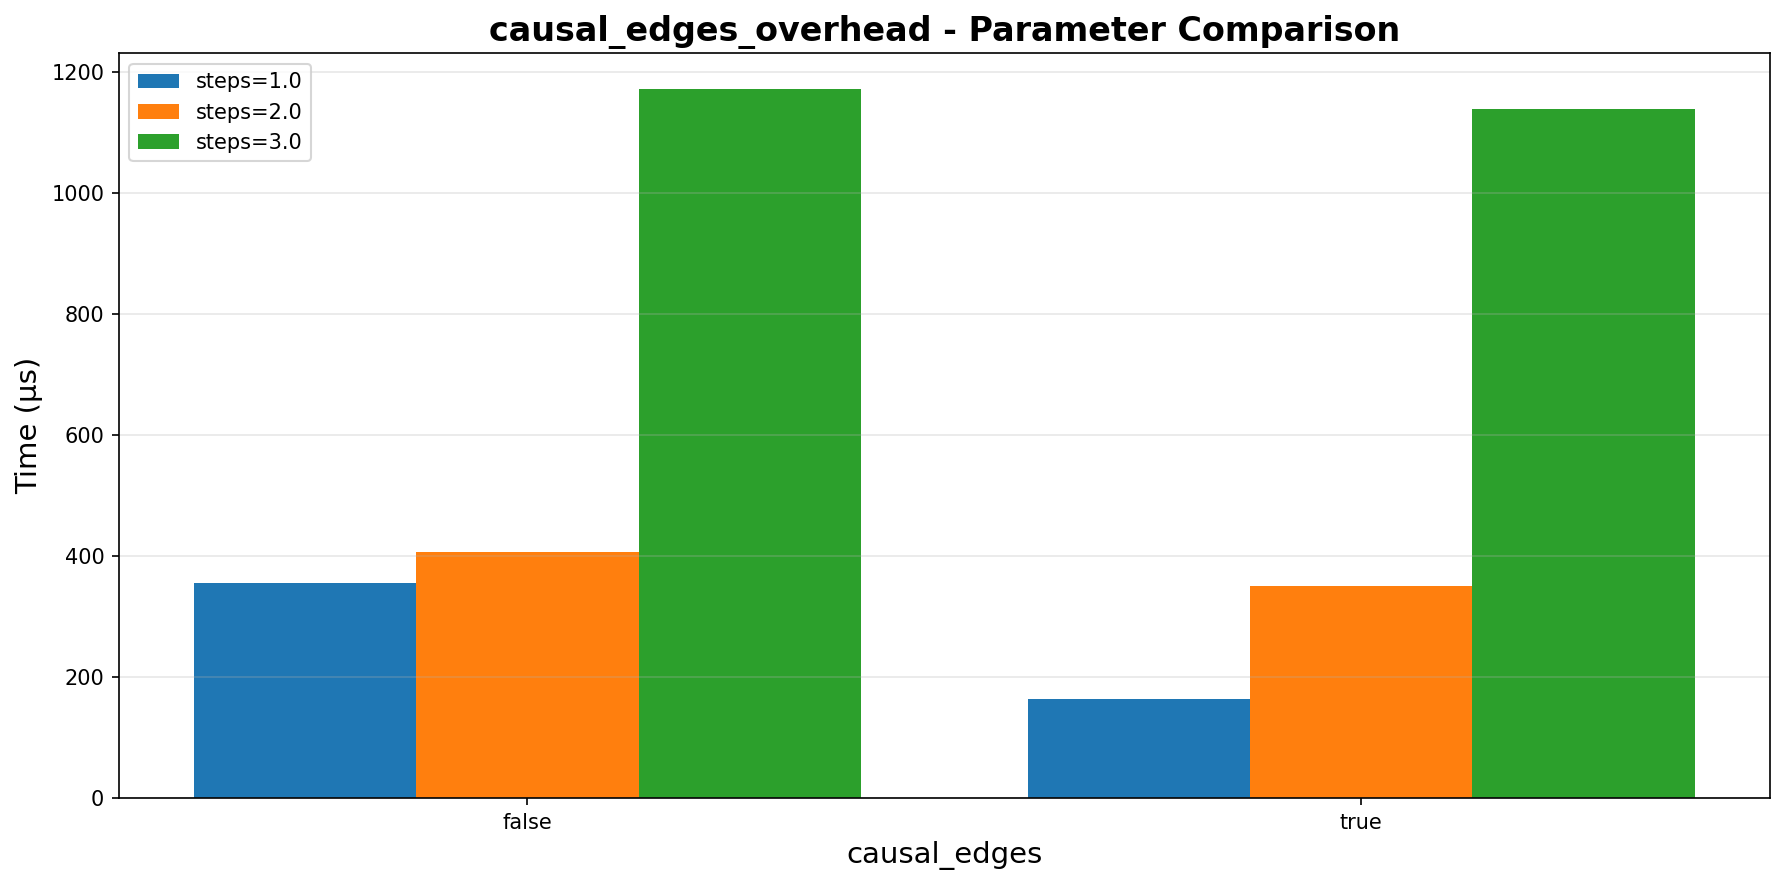 causal_edges_overhead - Parameter Comparison
steps=1.0
steps=2.0
steps=3.0
Time (µs)
1200
1000
800
600
400
200
0
false
true
causal_edges